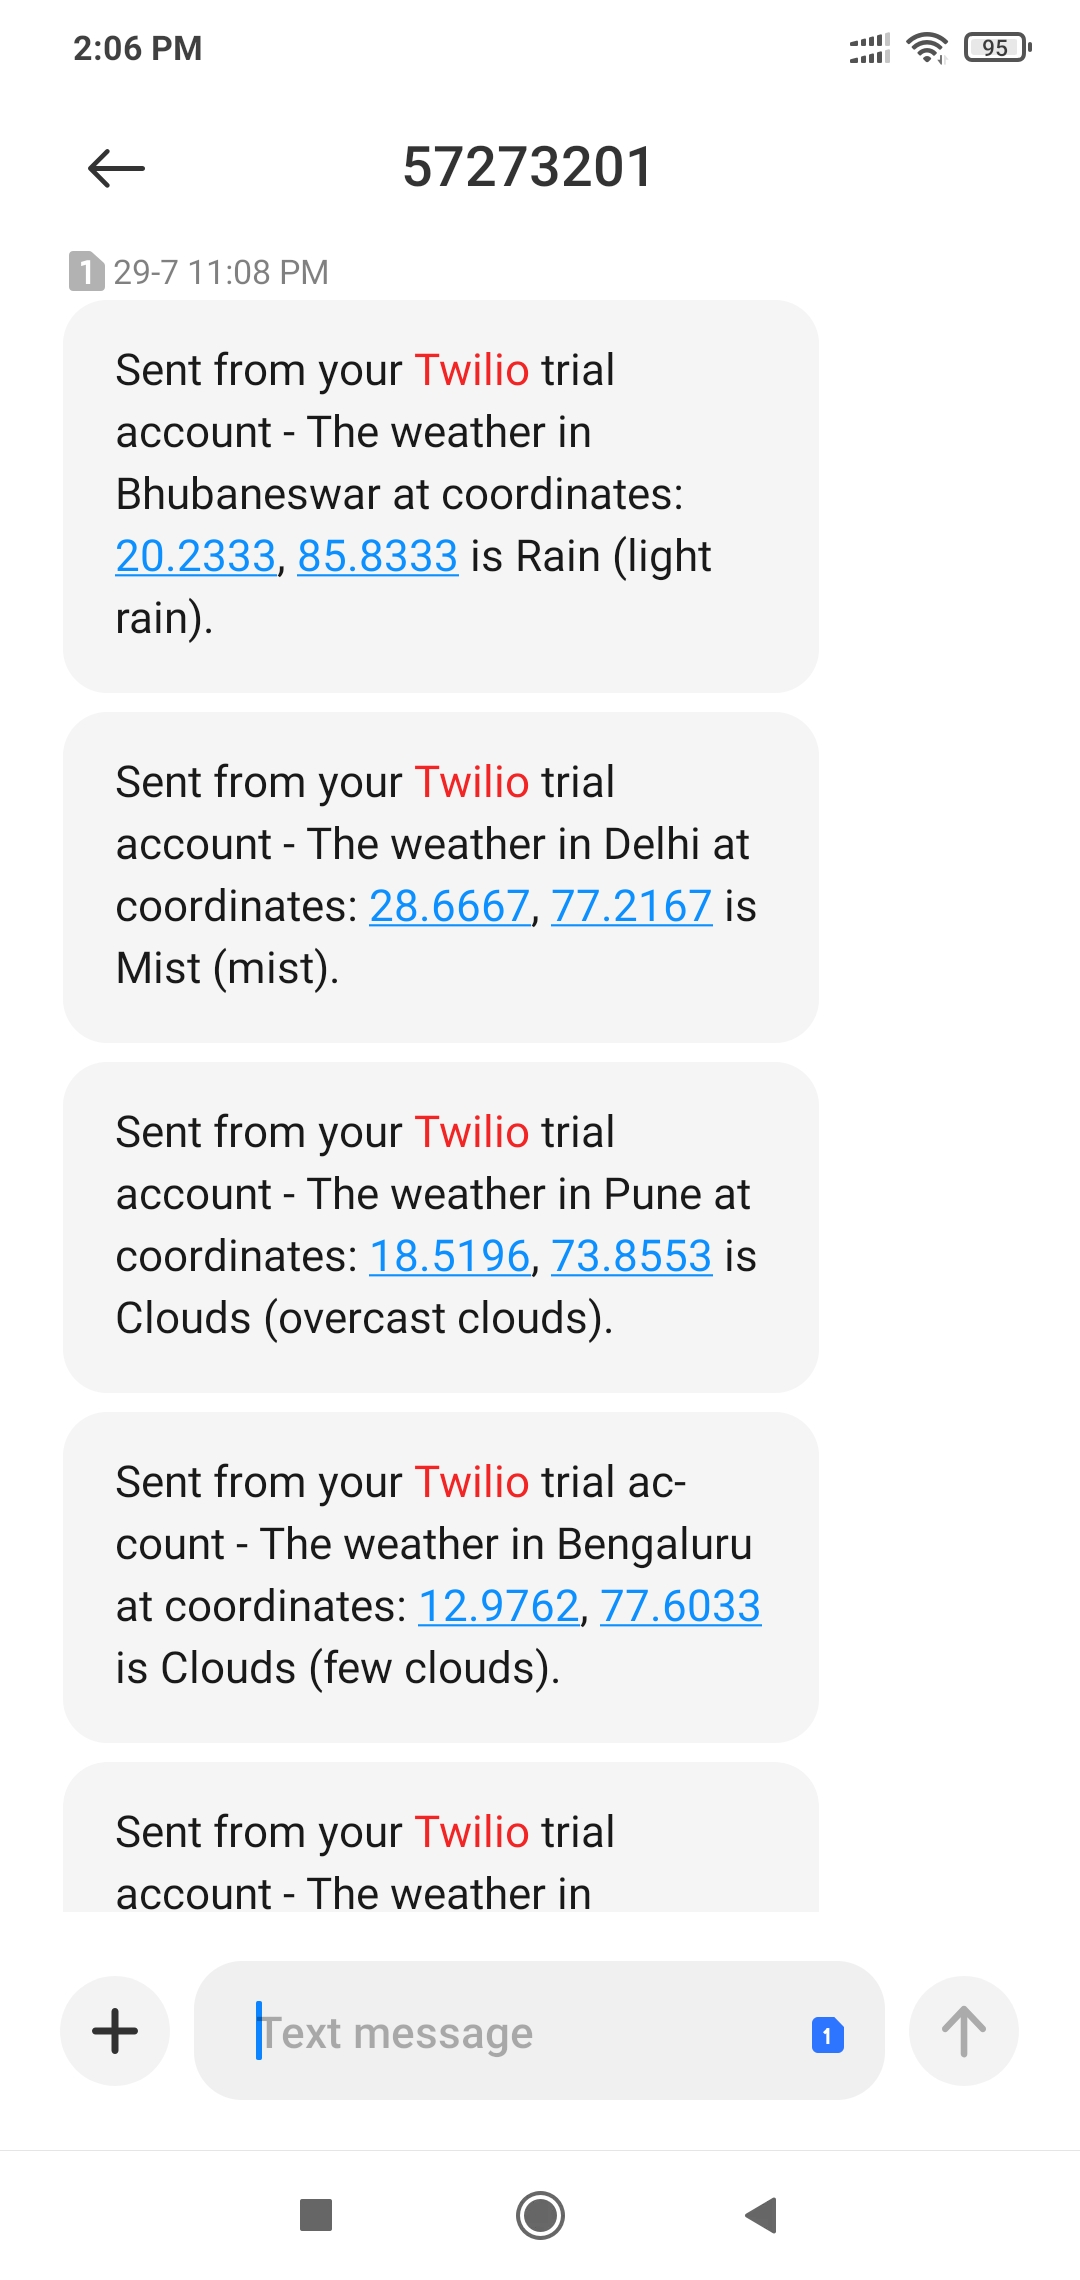 2:06 PM
95
57273201
1 29-7 11:08 PM
Sent from your Twilio trial
account - The weather in
Bhubaneswar at coordinates:
20.2333, 85.8333 is Rain (light
rain).
Sent from your Twilio trial
account - The weather in Delhi at
coordinates: 28.6667, 77.2167 is
Mist (mist).
Sent from your Twilio trial
account - The weather in Pune at
coordinates: 18.5196, 73.8553 is
Clouds (overcast clouds).
Sent from your Twilio trial ac-
count - The weather in Bengaluru
at coordinates: 12.9762, 77.6033
is Clouds (few clouds).
Sent from your Twilio trial
account - The weather in
Text message
1